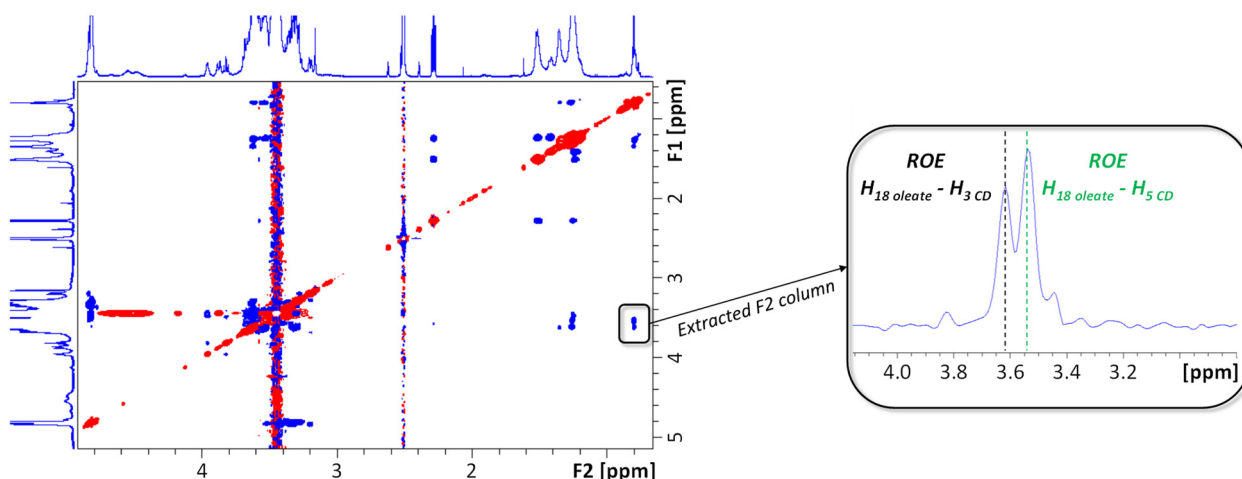 F1 [ppm]
2
3
4
5
4
3
2
F2 [ppm]
Extracted F2 column
ROE
H18 oleate - H3 CD
ROE
H18 oleate - H5 CD
4.0
3.8
3.6
3.4
3.2
[ppm]